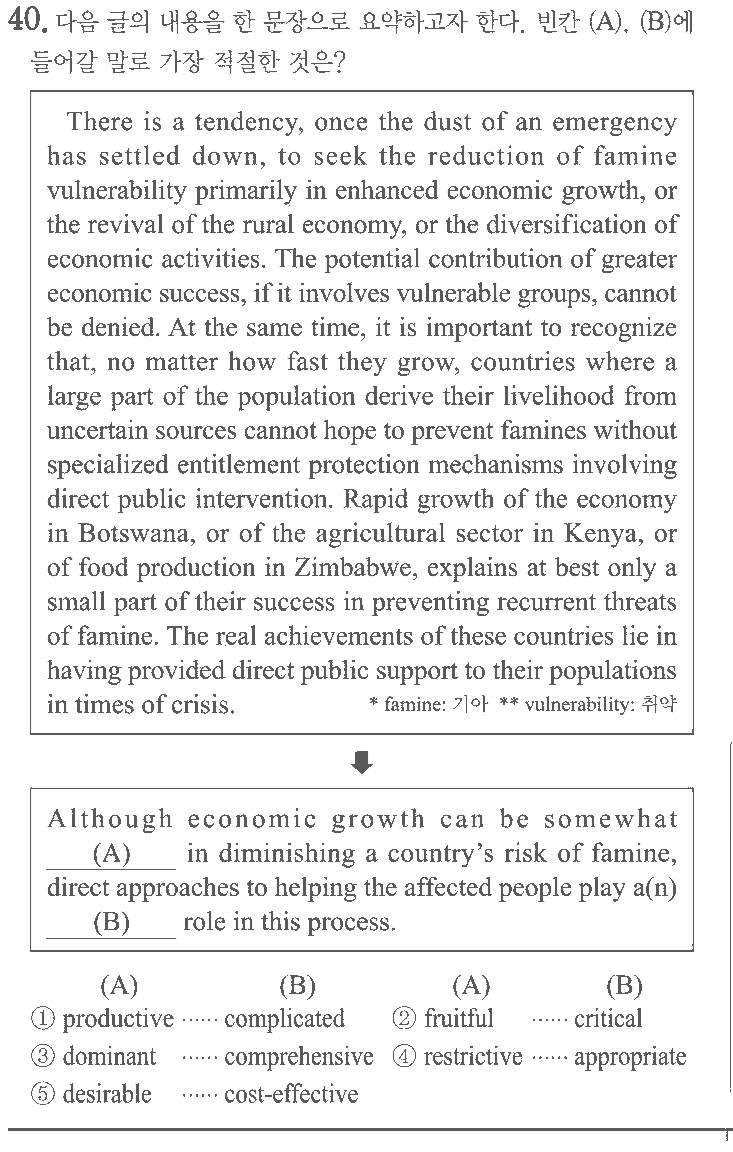 40. 다음 글의 내용을 한 문장으로 요약하고자 한다. 빈칸 (A), (B)에
들어갈 말로 가장 적절한 것은?
There is a tendency, once the dust of an emergency
has settled down, to seek the reduction of famine
vulnerability primarily in enhanced economic growth, or
the revival of the rural economy, or the diversification of
economic activities. The potential contribution of greater
economic success, if it involves vulnerable groups, cannot
be denied. At the same time, it is important to recognize
that, no matter how fast they grow, countries where a
large part of the population derive their livelihood from
uncertain sources cannot hope to prevent famines without
specialized entitlement protection mechanisms involving
direct public intervention. Rapid growth of the economy
in Botswana, or of the agricultural sector in Kenya, or
of food production in Zimbabwe, explains at best only a
small part of their success in preventing recurrent threats
of famine. The real achievements of these countries lie in
having provided direct public support to their populations
in times of crisis. * famine: 기아 ** vulnerability: 취약
Although economic growth can be somewhat
(A) in diminishing a country's risk of famine,
direct approaches to helping the affected people play a(n)
(B) role in this process.
(A) (B) (A) (B)
① productive ······ complicated ② fruitful ······ critical
③ dominant ······ comprehensive ④ restrictive ······ appropriate
⑤ desirable ······ cost-effective